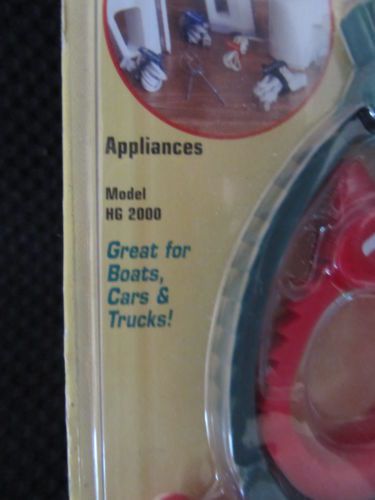 Appliances
Model
HG 2000
Great for
Boats,
Cars &
Trucks!